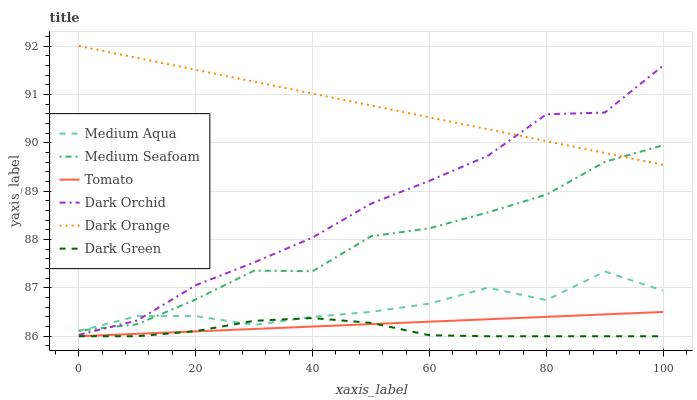 title
92
91
90
89
88
87
86
yaxis_label
Medium Aqua
Medium Seafoam
Tomato
Dark Orchid
Dark Orange
Dark Green
0 20 40 60 80 100
xaxis_label